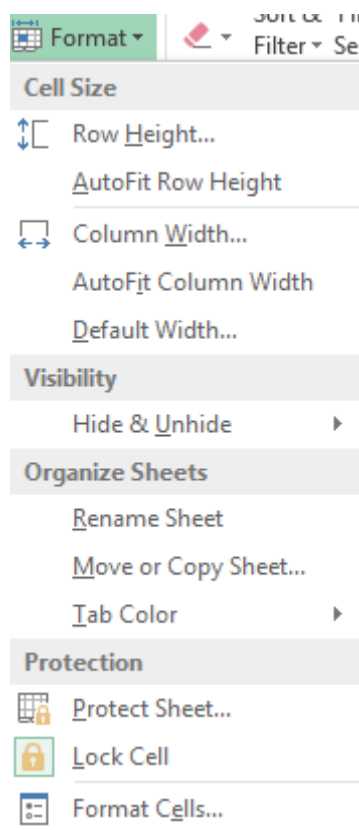 Format
Filter Se
Cell Size
Row Height...
AutoFit Row Height
Column Width...
AutoFit Column Width
Default Width...
Visibility
Hide & Unhide
Organize Sheets
Rename Sheet
Move or Copy Sheet...
Tab Color
Protection
Protect Sheet...
Lock Cell
Format Cells...